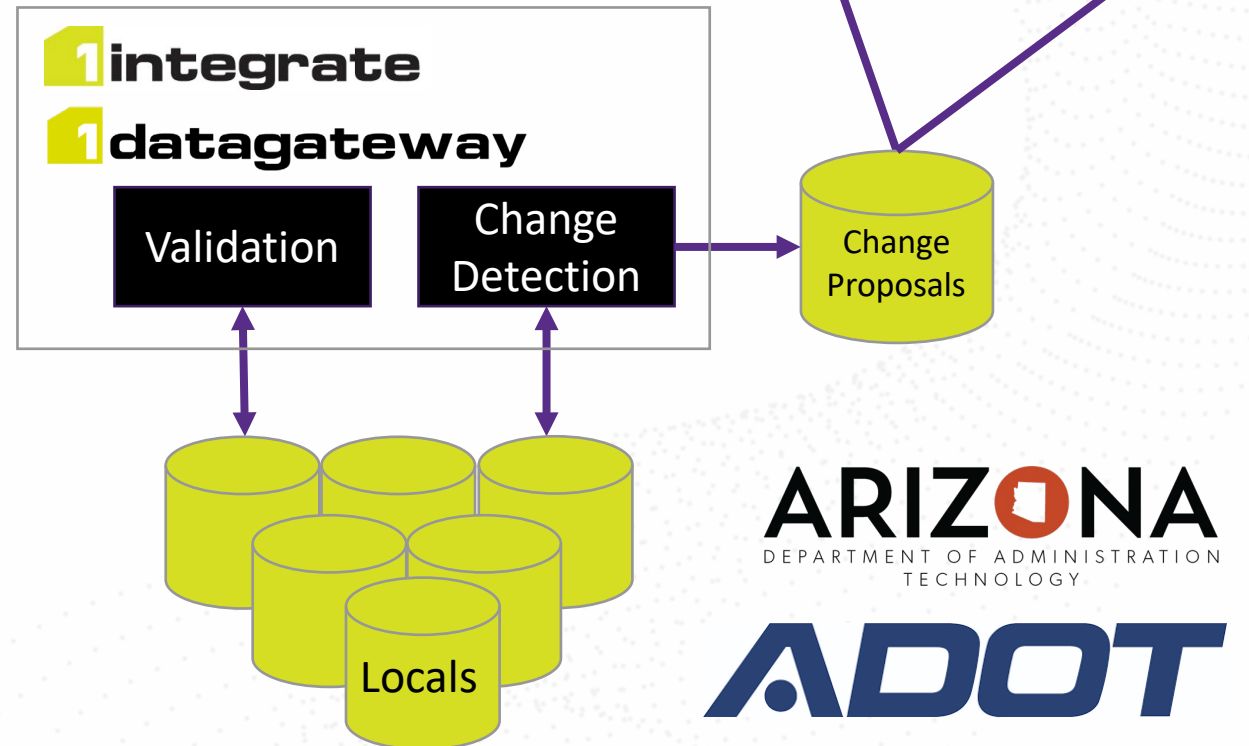 1integrate
1datagateway
Validation
Change
Detection
Change
Proposals
Locals
ARIZONA
DEPARTMENT OF ADMINISTRATION
TECHNOLOGY
ADOT